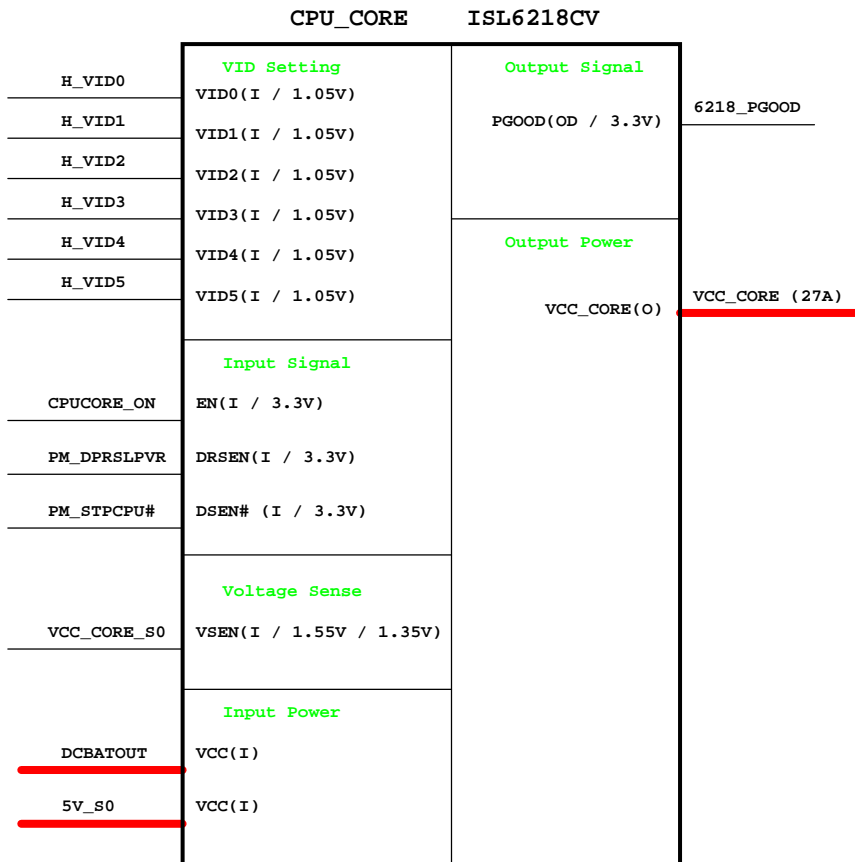 CPU_CORE ISL6218CV
VID Setting
H_VID0
VID0(I / 1.05V)
H_VID1
VID1(I / 1.05V)
H_VID2
VID2(I / 1.05V)
H_VID3
VID3(I / 1.05V)
H_VID4
VID4(I / 1.05V)
H_VID5
VID5(I / 1.05V)
Input Signal
CPUCORE_ON
EN(I / 3.3V)
PM_DPRSLPVR
DRSEN(I / 3.3V)
PM_STPCPU#
DSEN# (I / 3.3V)
Voltage Sense
VCC_CORE_S0
VSEN(I / 1.55V / 1.35V)
Input Power
DCBATOUT
VCC(I)
5V_S0
VCC(I)
Output Signal
PGOOD(OD / 3.3V)
6218_PGOOD
Output Power
VCC_CORE(O)
VCC_CORE (27A)